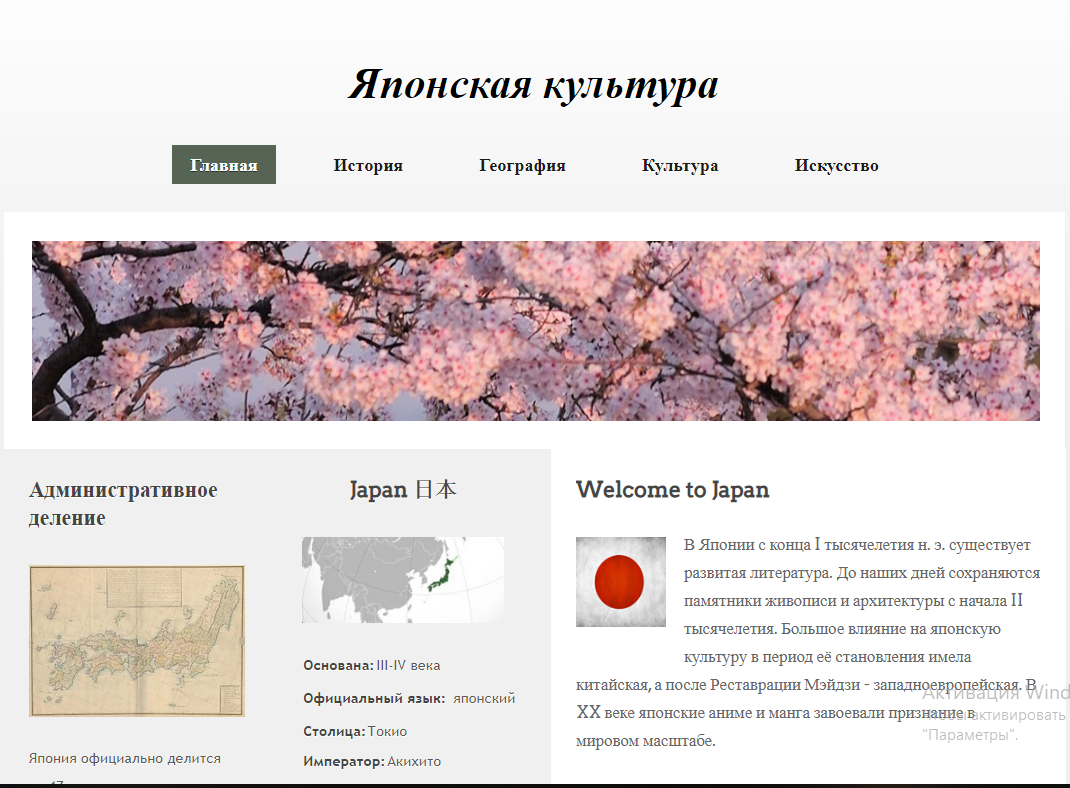 Японская культура
Главная История География Культура Искусство
Административное
деление
Япония официально делится
Japan 日本
Основана: III-IV века
Официальный язык: японский
Столица: Токио
Император: Акихито
Welcome to Japan
В Японии с конца I тысячелетия н. э. существует
развитая литература. До наших дней сохраняются
памятники живописи и архитектуры с начала II
тысячелетия. Большое влияние на японскую
культуру в период её становления имела
китайская, а после Реставрации Мэйдзи - западноевропейская. В
XX веке японские аниме и манга завоевали признание в
мировом масштабе.
Активация Wind
Чтобы активировать
"Параметры".